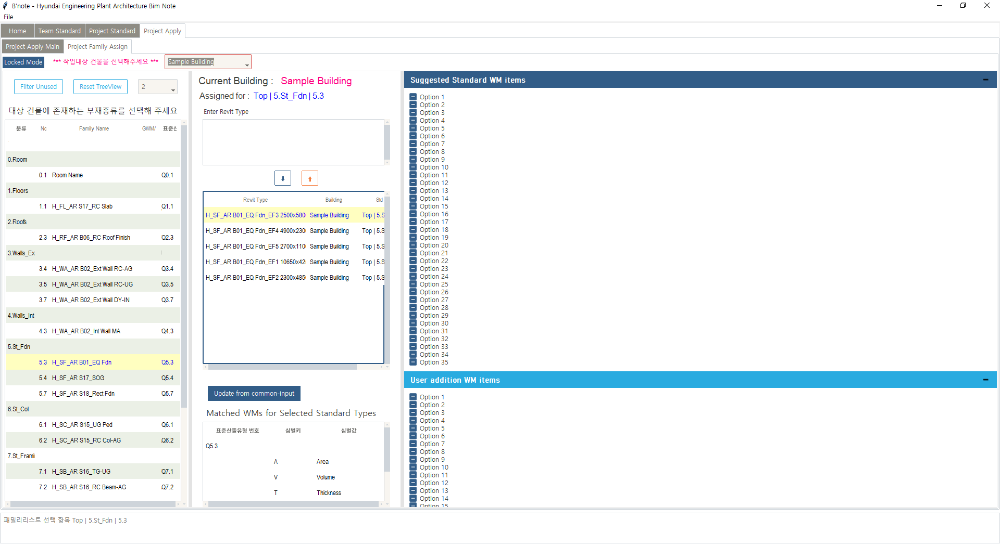 B'note - Hyundai Engineering Plant Architecture Bim Note
File
Home Team Standard Project Standard Project Apply
Project Apply Main Project Family Assign
Locked Mode *** 작업대상 건물을 선택해주세요 *** Sample Building
Filter Unused Reset TreeView 2
대상 건물에 존재하는 부재종류를 선택해 주세요
분류 Nc Family Name GWM/ 표준산
0.Room
0.1 Room Name Q0.1
1.Floors
1.1 H_FL_AR S17_RC Slab Q1.1
2.Roofs
2.3 H_RF_AR B06_RC Roof Finish Q2.3
3.Walls_Ex
3.4 H_WA_AR B02_Ext Wall RC-AG Q3.4
3.5 H_WA_AR B02_Ext Wall RC-UG Q3.5
3.7 H_WA_AR B02_Ext Wall DY-IN Q3.7
4.Walls_Int
4.3 H_WA_AR B02_Int Wall MA Q4.3
5.St_Fdn
5.3 H_SF_AR B01_EQ Fdn Q5.3
5.4 H_SF_AR S17_SOG Q5.4
5.7 H_SF_AR S18_Rect Fdn Q5.7
6.St_Col
6.1 H_SC_AR S15_UG Ped Q6.1
6.2 H_SC_AR S15_RC Col-AG Q6.2
7.St_Frami
7.1 H_SB_AR S16_TG-UG Q7.1
7.2 H_SB_AR S16_RC Beam-AG Q7.2
Current Building : Sample Building
Assigned for : Top | 5.St_Fdn | 5.3
Enter Revit Type
Revit Type Building Std
H_SF_AR B01_EQ Fdn_EF3 2500x580 Sample Building Top | 5.S
H_SF_AR B01_EQ Fdn_EF4 4900x230 Sample Building Top | 5.S
H_SF_AR B01_EQ Fdn_EF5 2700x110 Sample Building Top | 5.S
H_SF_AR B01_EQ Fdn_EF1 10650x42 Sample Building Top | 5.S
H_SF_AR B01_EQ Fdn_EF2 2300x485 Sample Building Top | 5.S
Update from common-input
Matched WMs for Selected Standard Types
표준산출유형 번호 심벌키 심벌값
Q5.3
A Area
V Volume
T Thickness
Suggested Standard WM items
Option 1
Option 2
Option 3
Option 4
Option 5
Option 6
Option 7
Option 8
Option 9
Option 10
Option 11
Option 12
Option 13
Option 14
Option 15
Option 16
Option 17
Option 18
Option 19
Option 20
Option 21
Option 22
Option 23
Option 24
Option 25
Option 26
Option 27
Option 28
Option 29
Option 30
Option 31
Option 32
Option 33
Option 34
Option 35
User addition WM items
Option 1
Option 2
Option 3
Option 4
Option 5
Option 6
Option 7
Option 8
Option 9
Option 10
Option 11
Option 12
Option 13
Option 14
Option 15
패밀리리스트 선택 항목 Top | 5.St_Fdn | 5.3